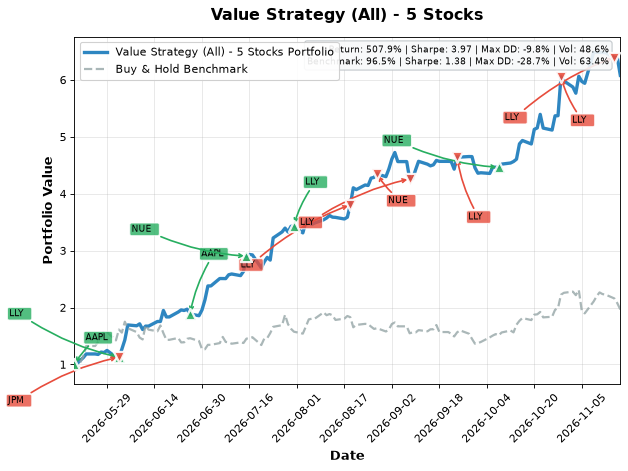 Value Strategy (All) - 5 Stocks
Value Strategy (All) - 5 Stocks Portfolio
Buy & Hold Benchmark
Return: 507.9% | Sharpe: 3.97 | Max DD: -9.8% | Vol: 48.6%
Benchmark: 96.5% | Sharpe: 1.38 | Max DD: -28.7% | Vol: 63.4%
Portfolio Value
6
5
4
3
2
1
LLY
LLY
NUE
LLY
NUE
LLY
LLY
NUE
AAPL
LLY
LLY
AAPL
JPM
2026-05-29
2026-06-14
2026-06-30
2026-07-16
2026-08-01
2026-08-17
2026-09-02
2026-09-18
2026-10-04
2026-10-20
2026-11-05
Date